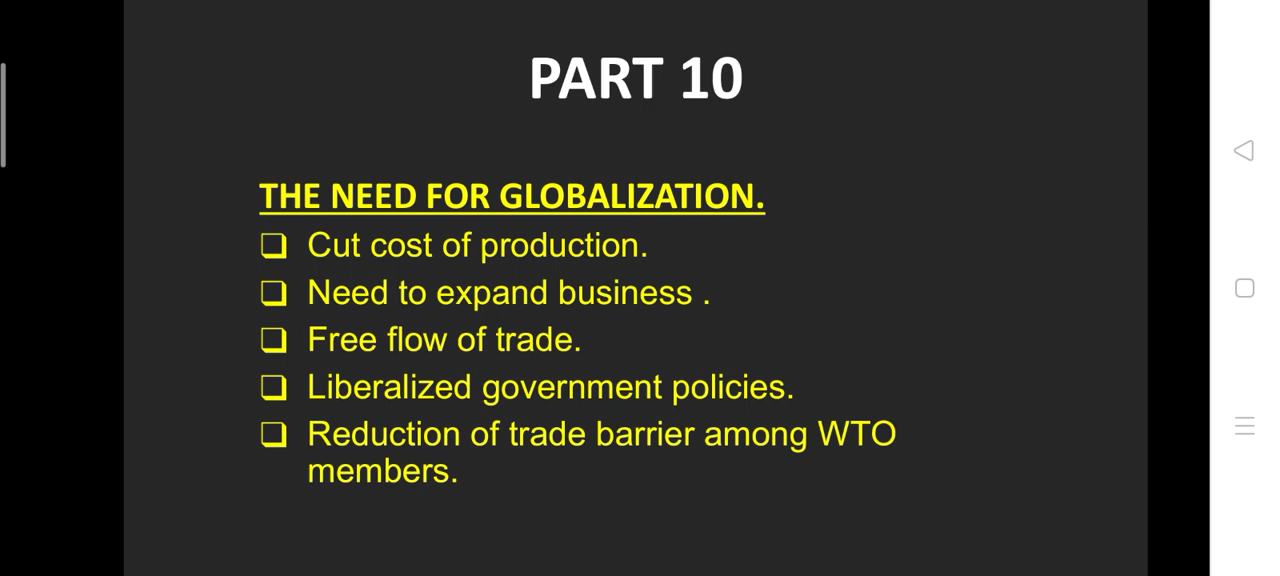 PART 10
THE NEED FOR GLOBALIZATION.
❑ Cut cost of production.
❑ Need to expand business .
❑ Free flow of trade.
❑ Liberalized government policies.
❑ Reduction of trade barrier among WTO
members.